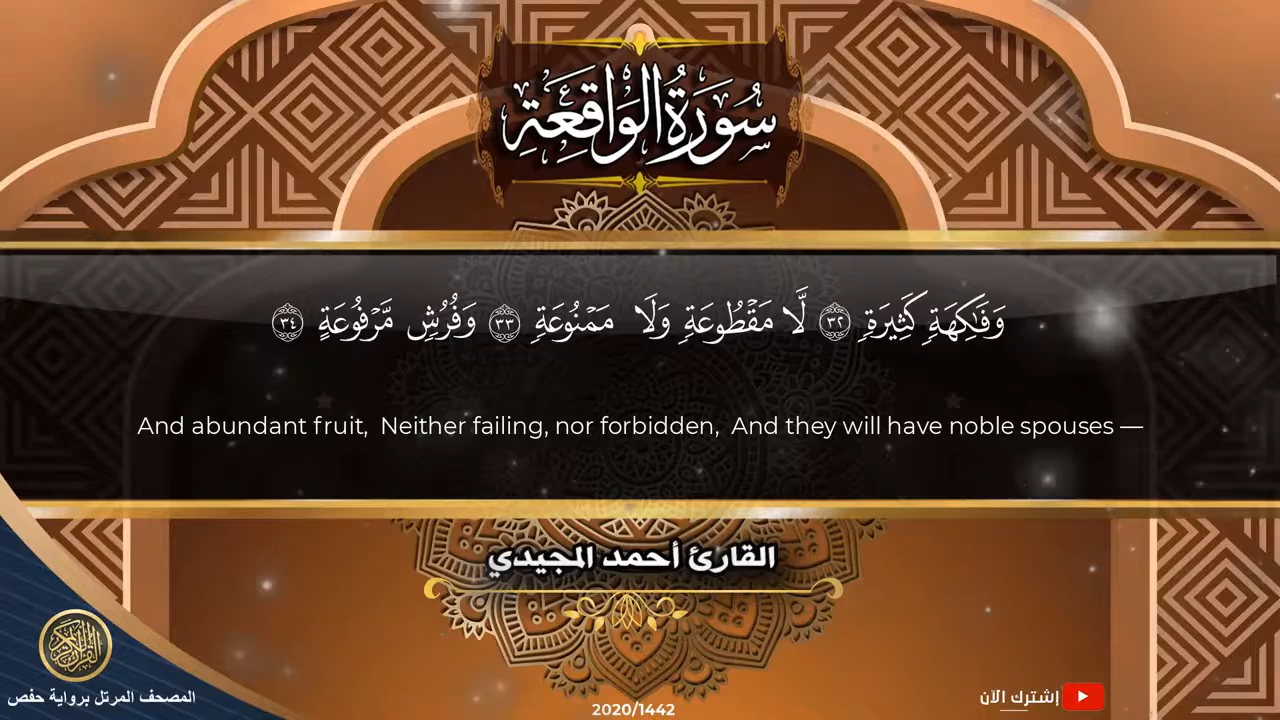 سُورَةُ الْوَاقِعَةِ
وَفَٰكِهَةٖ كَثِيرَةٖ ٣٢ لَّا مَقۡطُوعَةٖ وَلَا مَمۡنُوعَةٖ ٣٣ وَفُرُشٖ مَّرۡفُوعَةٍ ٣٤
And abundant fruit, Neither failing, nor forbidden, And they will have noble spouses —
القارئ أحمد المجيدي
المصحف المرتل برواية حفص
إشترك الآن
2020/1442